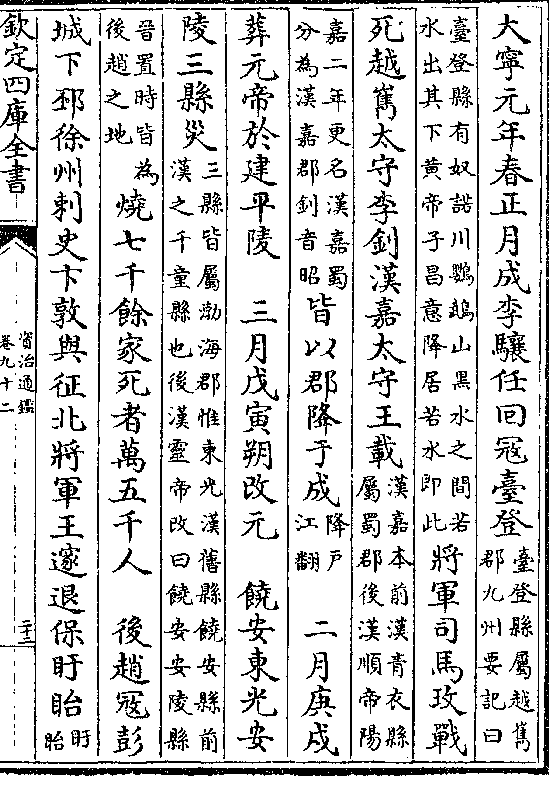 大寧元年春正月成李驤任囘冦臺登臺登縣屬越嶲郡九州要記曰
臺登縣有奴諾川鸚鵡山黑水之間若水出其下黄帝子昌意降居若水即此將軍司馬玫戰
死越嶲太守李釗漢嘉太守王載漢嘉本前漢青衣縣屬蜀郡後漢順帝陽
嘉二年更名漢嘉蜀分為漢嘉郡釗音昭皆以郡降于成降戸江翻　二月庚戌
葬元帝於建平陵　三月戊寅朔改元　饒安東光安
陵三縣災三縣皆屬渤海郡惟東光漢舊縣饒安縣前漢之千童縣也後漢靈帝改曰饒安安陵縣
晉置時皆為後趙之地燒七千餘家死者萬五千人　後趙冦彭
城下邳徐州刺史卞敦與征北將軍王邃退保盱眙盱眙
欽定四庫全書
資治通鑑
卷九十二
二十三